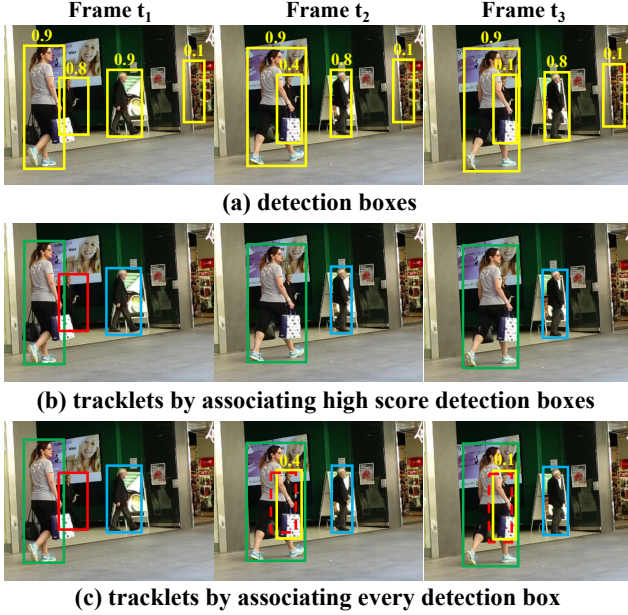 Frame t1 Frame t2 Frame t3
0.9 0.8 0.9 0.1 0.9 0.4 0.8 0.1 0.9 0.1 0.8 0.1
(a) detection boxes
(b) tracklets by associating high score detection boxes
0.4 0.1
(c) tracklets by associating every detection box